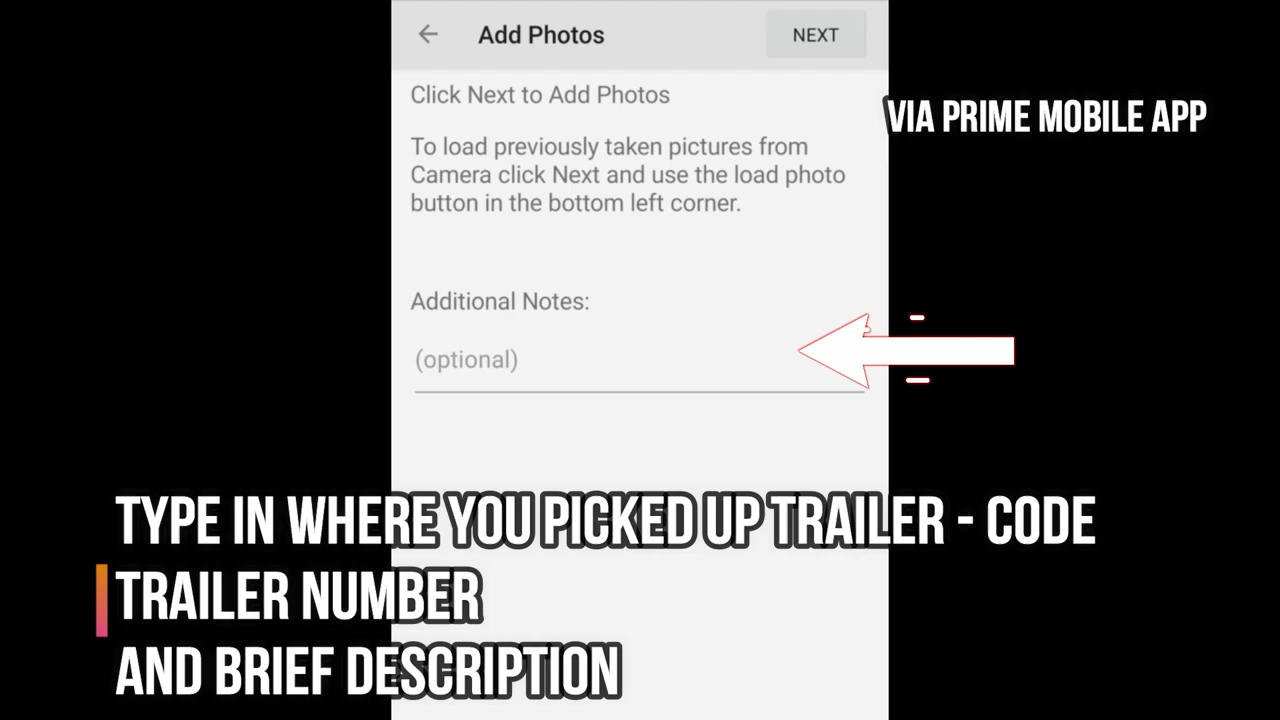 Add Photos
NEXT
Click Next to Add Photos
VIA PRIME MOBILE APP
To load previously taken pictures from
Camera click Next and use the load photo
button in the bottom left corner.
Additional Notes:
(optional)
TYPE IN WHERE YOU PICKED UP TRAILER - CODE
TRAILER NUMBER
AND BRIEF DESCRIPTION